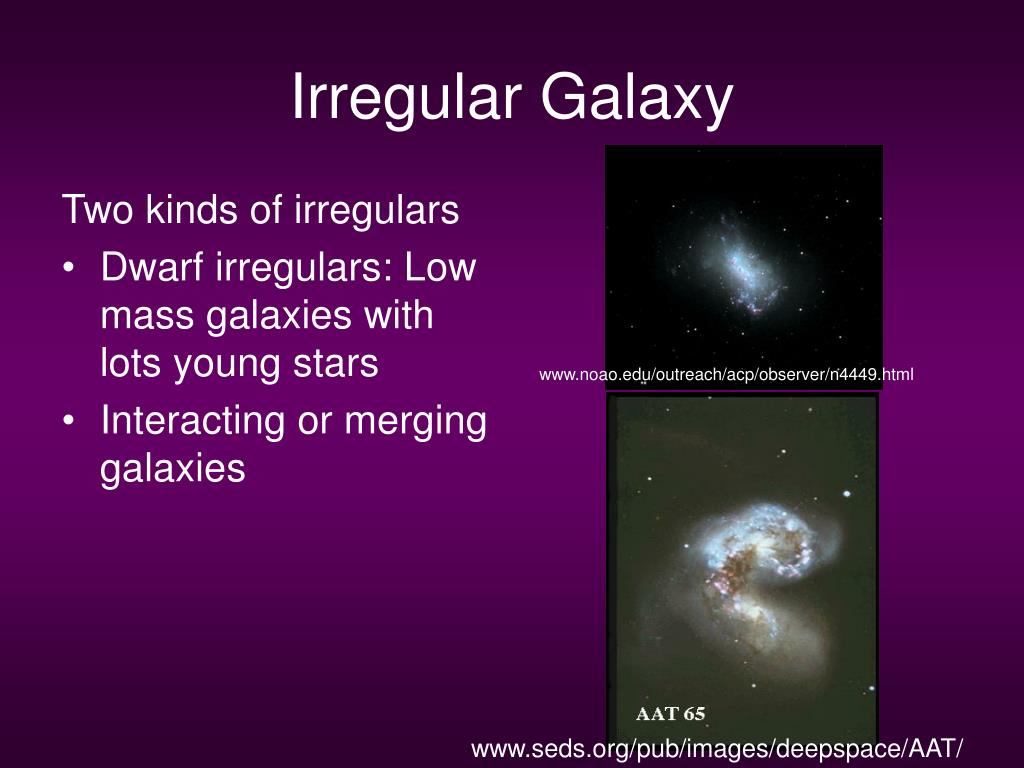 Irregular Galaxy
Two kinds of irregulars
• Dwarf irregulars: Low
mass galaxies with
lots young stars
• Interacting or merging
galaxies
www.noao.edu/outreach/acp/observer/n4449.html
AAT 65
www.seds.org/pub/images/deepspace/AAT/